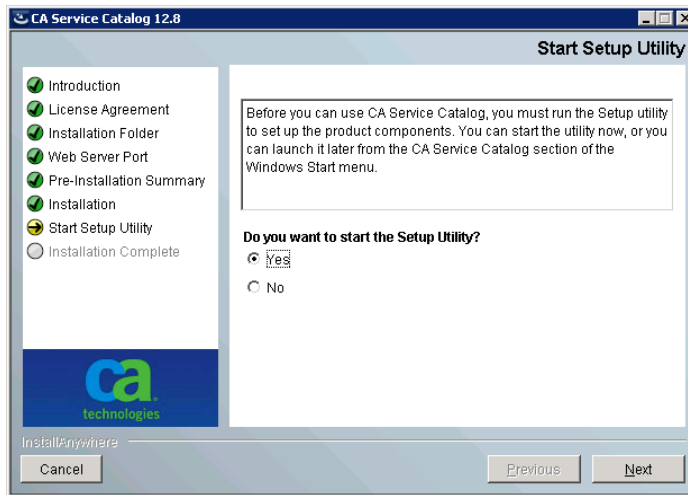 CA Service Catalog 12.8
Start Setup Utility
Introduction
License Agreement
Installation Folder
Web Server Port
Pre-Installation Summary
Installation
Start Setup Utility
Installation Complete
Before you can use CA Service Catalog, you must run the Setup utility
to set up the product components. You can start the utility now, or you
can launch it later from the CA Service Catalog section of the
Windows Start menu.
Do you want to start the Setup Utility?
Yes
No
ca
technologies
InstallAnywhere
Cancel
Previous
Next